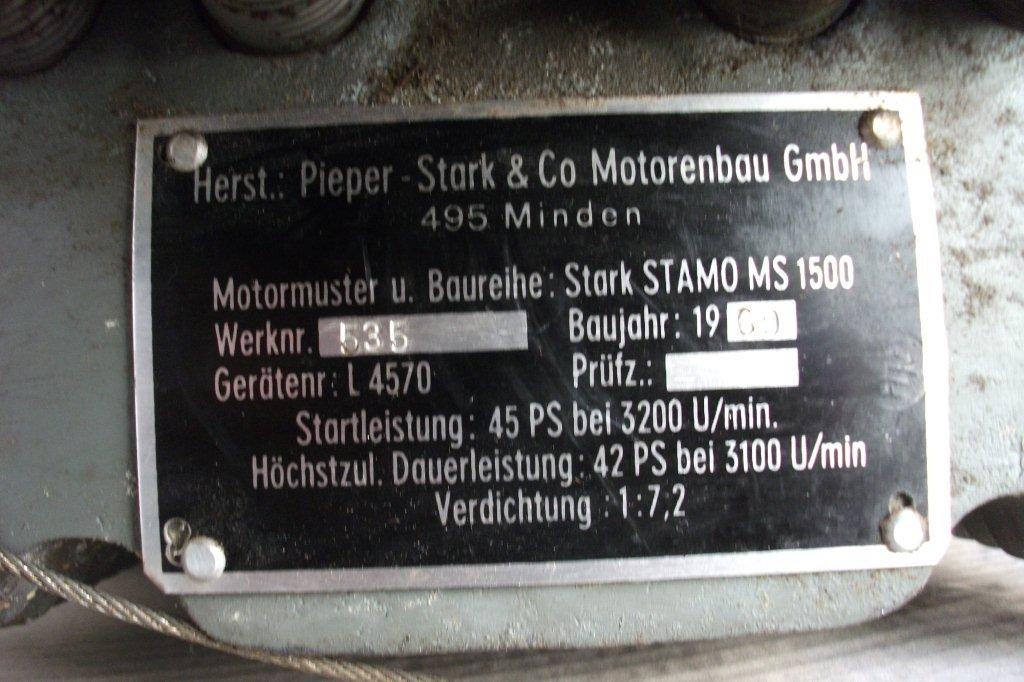 Herst.: Pieper-Stark & Co Motorenbau GmbH
495 Minden
Motormuster u. Baureihe: Stark STAMO MS 1500
Werknr. 535 Baujahr: 19
Gerätenr: L 4570 Prüfz.:
Startleistung: 45 PS bei 3200 U/min.
Höchstzul. Dauerleistung: 42 PS bei 3100 U/min
Verdichtung : 1:7,2